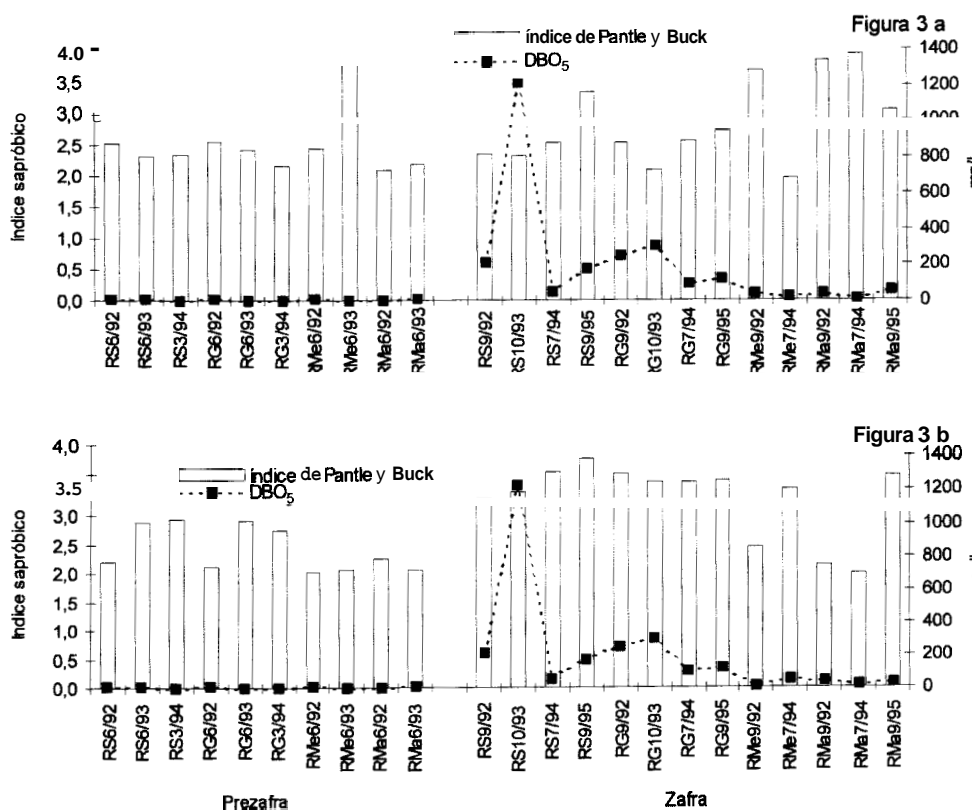 Figura 3 a
índice de Pantle y Buck
DBO5
4.0
3,5
3,0
2,5
2,0
1,5
1,0
0,5
0,0
Índice sapróbico
1400
1200
1000
800
600
400
200
0
RS6/92
RS6/93
RS3/94
RG6/92
RG6/93
RG3/94
RMe6/92
RMe6/93
RMa6/92
RMa6/93
RS9/92
RS10/93
RS7/94
RS9/95
RG9/92
RG10/93
RG7/94
RG9/95
RMe9/92
RMe7/94
RMa9/92
RMa7/94
RMa9/95
Figura 3 b
índice de Pantle y Buck
DBO5
4,0
3.5
3,0
2,5
2,0
1,5
1,0
0,5
0,0
Indice sapróbico
1400
1200
1000
800
600
400
200
0
RS6/92
RS6/93
RS3/94
RG6/92
RG6/93
RG3/94
RMe6/92
RMe6/93
RMa6/92
RMa6/93
RS9/92
RS10/93
RS7/94
RS9/95
RG9/92
RG10/93
RG7/94
RG9/95
RMe9/92
RMe7/94
RMa9/92
RMa7/94
RMa9/95
Prezafra
Zafra